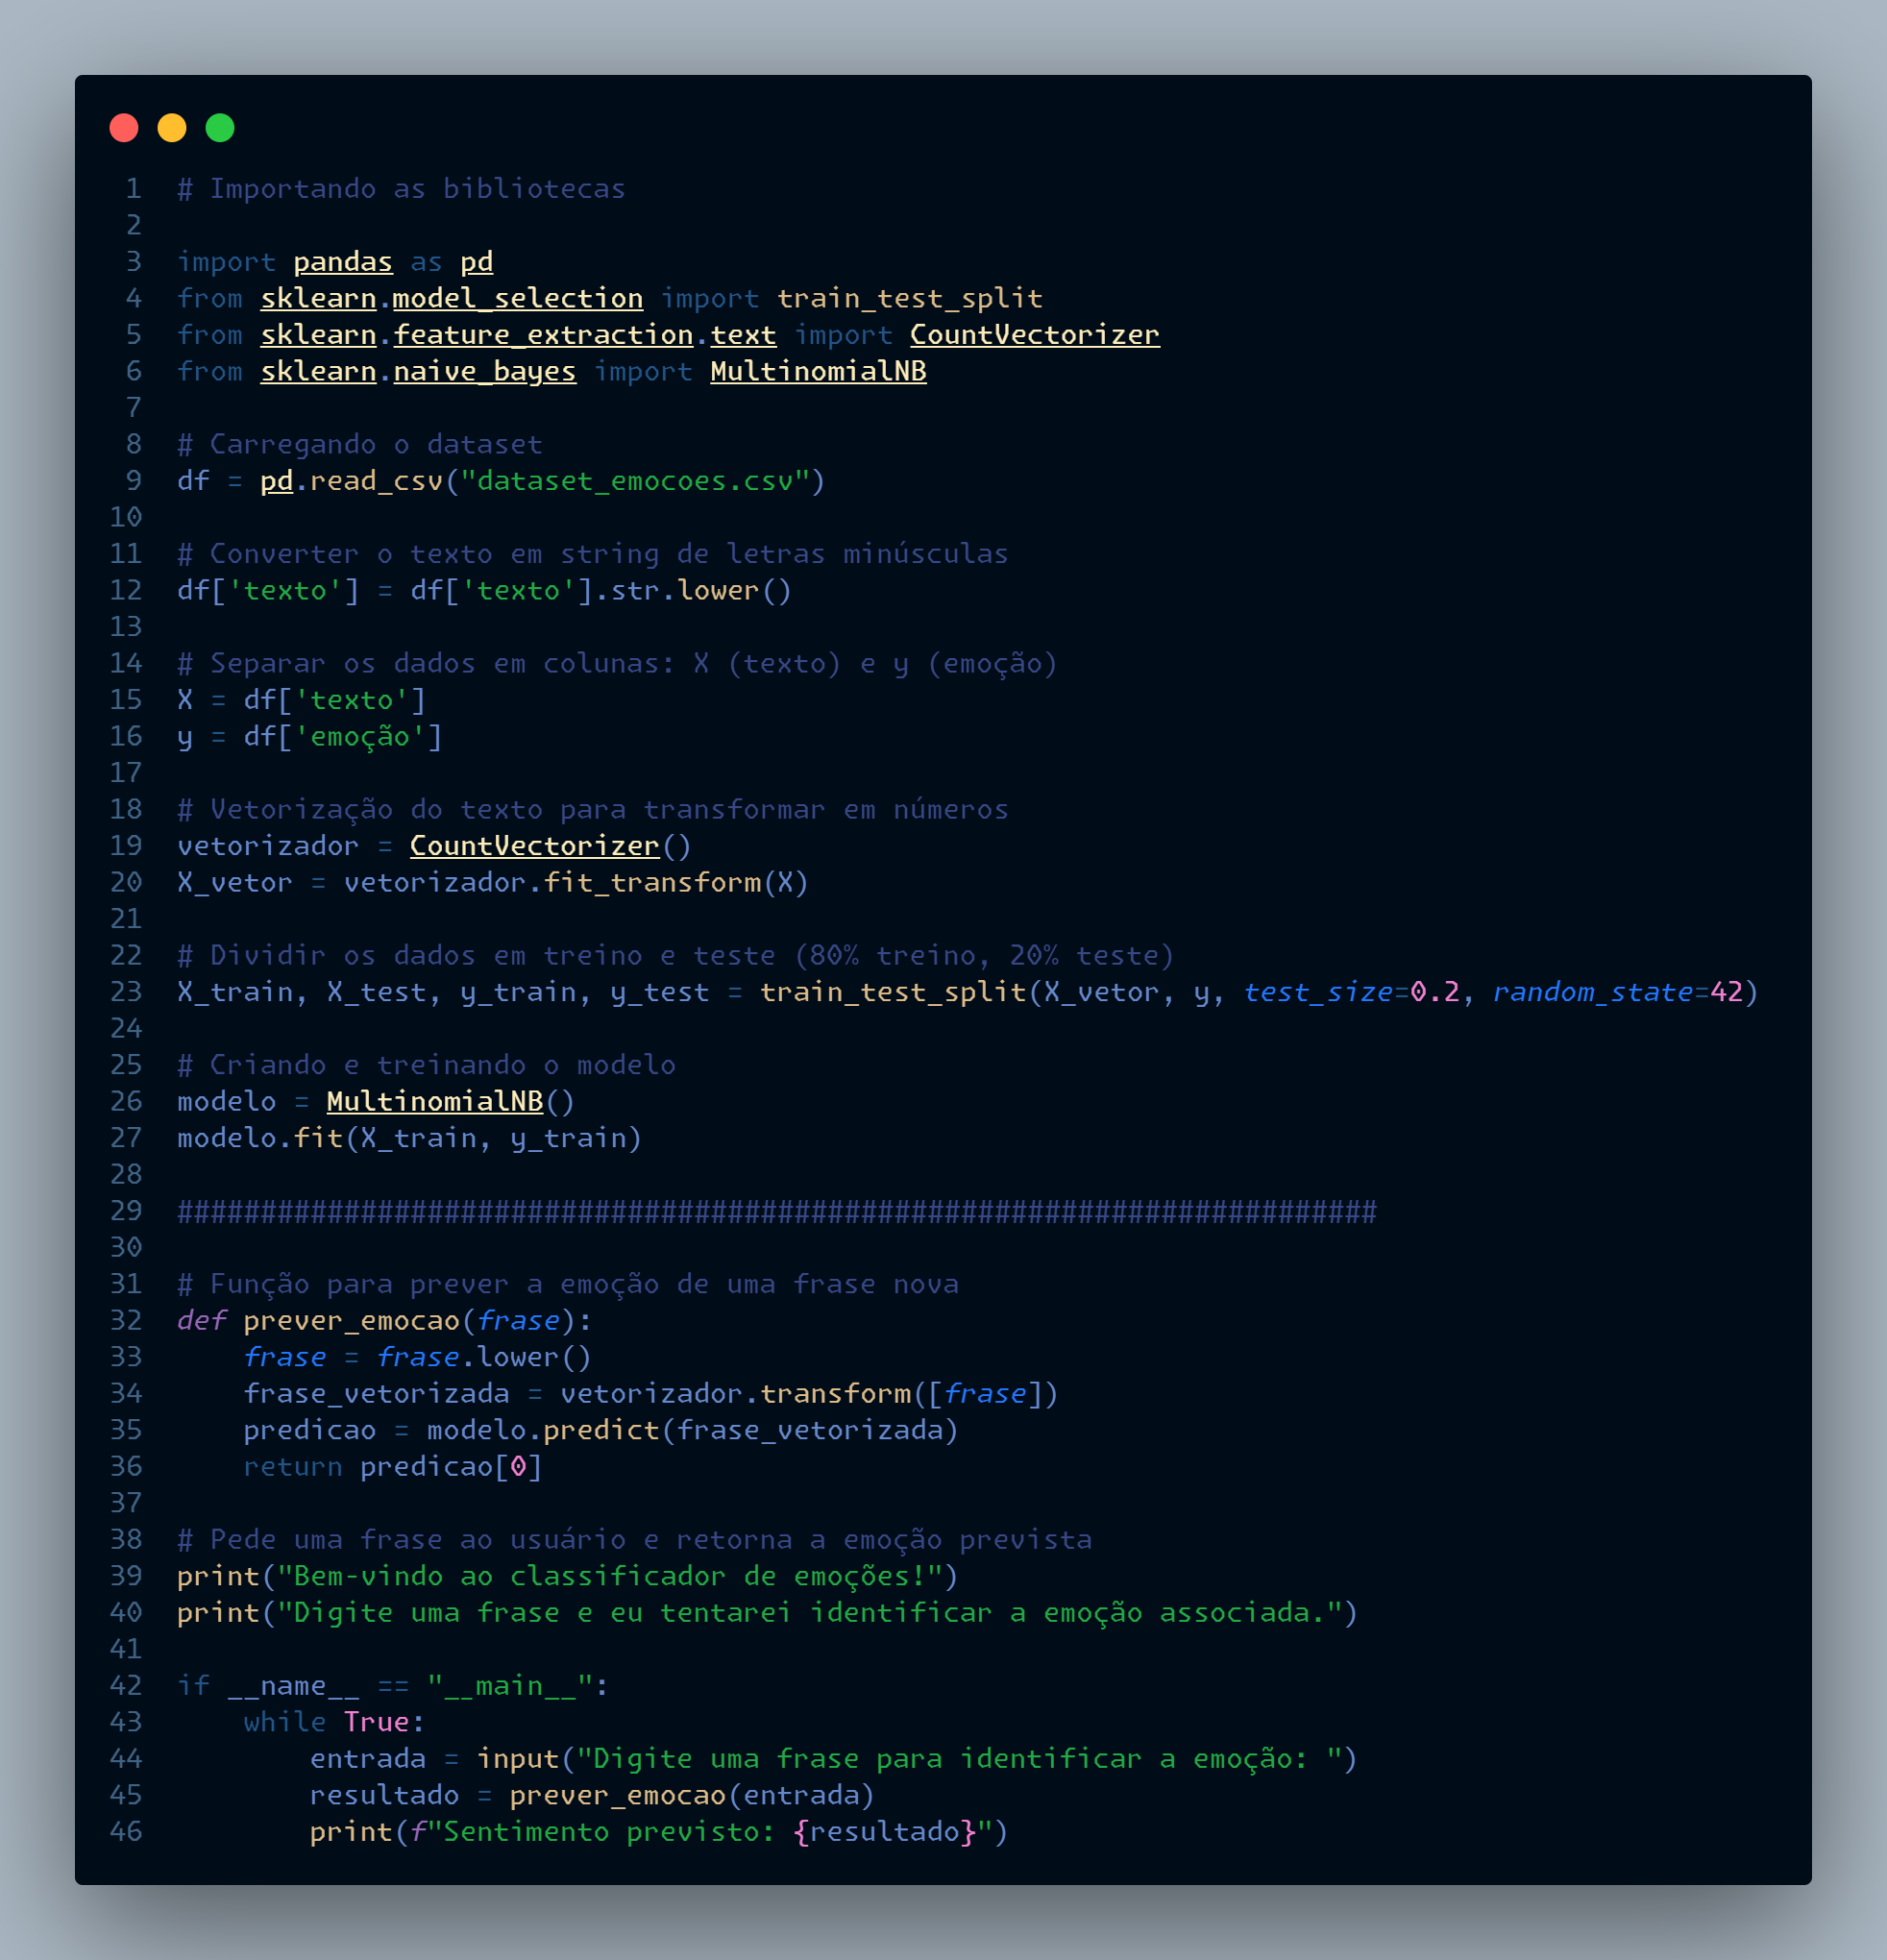 1 # Importando as bibliotecas
2
3 import pandas as pd
4 from sklearn.model_selection import train_test_split
5 from sklearn.feature_extraction.text import CountVectorizer
6 from sklearn.naive_bayes import MultinomialNB
7
8 # Carregando o dataset
9 df = pd.read_csv("dataset_emocoes.csv")
10
11 # Converter o texto em string de letras minúsculas
12 df['texto'] = df['texto'].str.lower()
13
14 # Separar os dados em colunas: X (texto) e y (emoção)
15 X = df['texto']
16 y = df['emoção']
17
18 # Vetorização do texto para transformar em números
19 vetorizador = CountVectorizer()
20 X_vetor = vetorizador.fit_transform(X)
21
22 # Dividir os dados em treino e teste (80% treino, 20% teste)
23 X_train, X_test, y_train, y_test = train_test_split(X_vetor, y, test_size=0.2, random_state=42)
24
25 # Criando e treinando o modelo
26 modelo = MultinomialNB()
27 modelo.fit(X_train, y_train)
28
29 ########################################################################
30
31 # Função para prever a emoção de uma frase nova
32 def prever_emocao(frase):
33     frase = frase.lower()
34     frase_vetorizada = vetorizador.transform([frase])
35     predicao = modelo.predict(frase_vetorizada)
36     return predicao[0]
37
38 # Pede uma frase ao usuário e retorna a emoção prevista
39 print("Bem-vindo ao classificador de emoções!")
40 print("Digite uma frase e eu tentarei identificar a emoção associada.")
41
42 if __name__ == "__main__":
43     while True:
44         entrada = input("Digite uma frase para identificar a emoção: ")
45         resultado = prever_emocao(entrada)
46         print(f"Sentimento previsto: {resultado}")